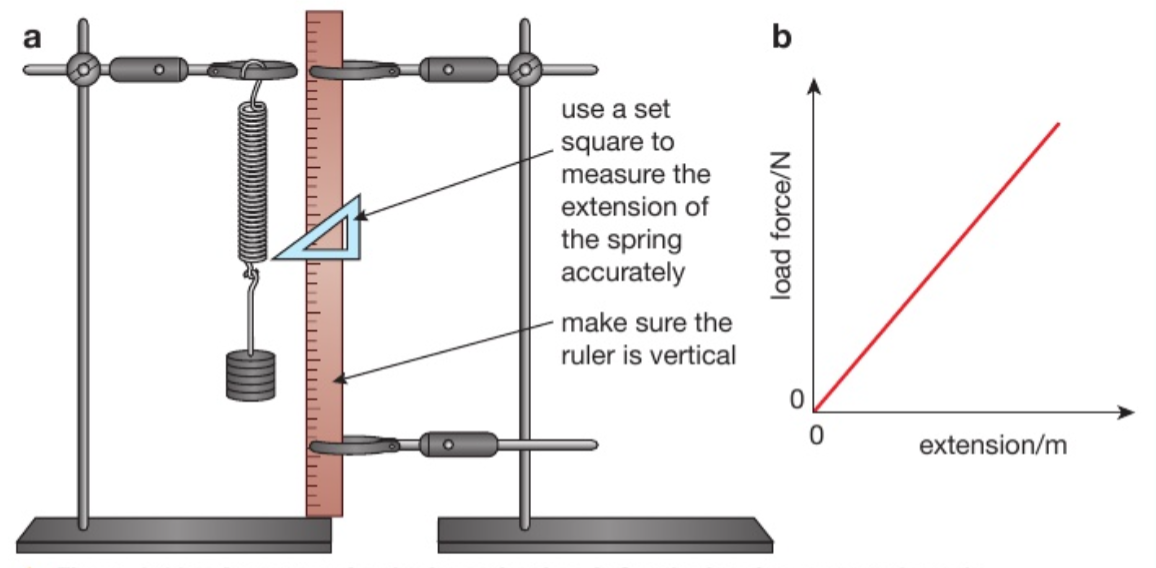 a
use a set
square to
measure the
extension of
the spring
accurately
make sure the
ruler is vertical
b
load force/N
0
0
extension/m